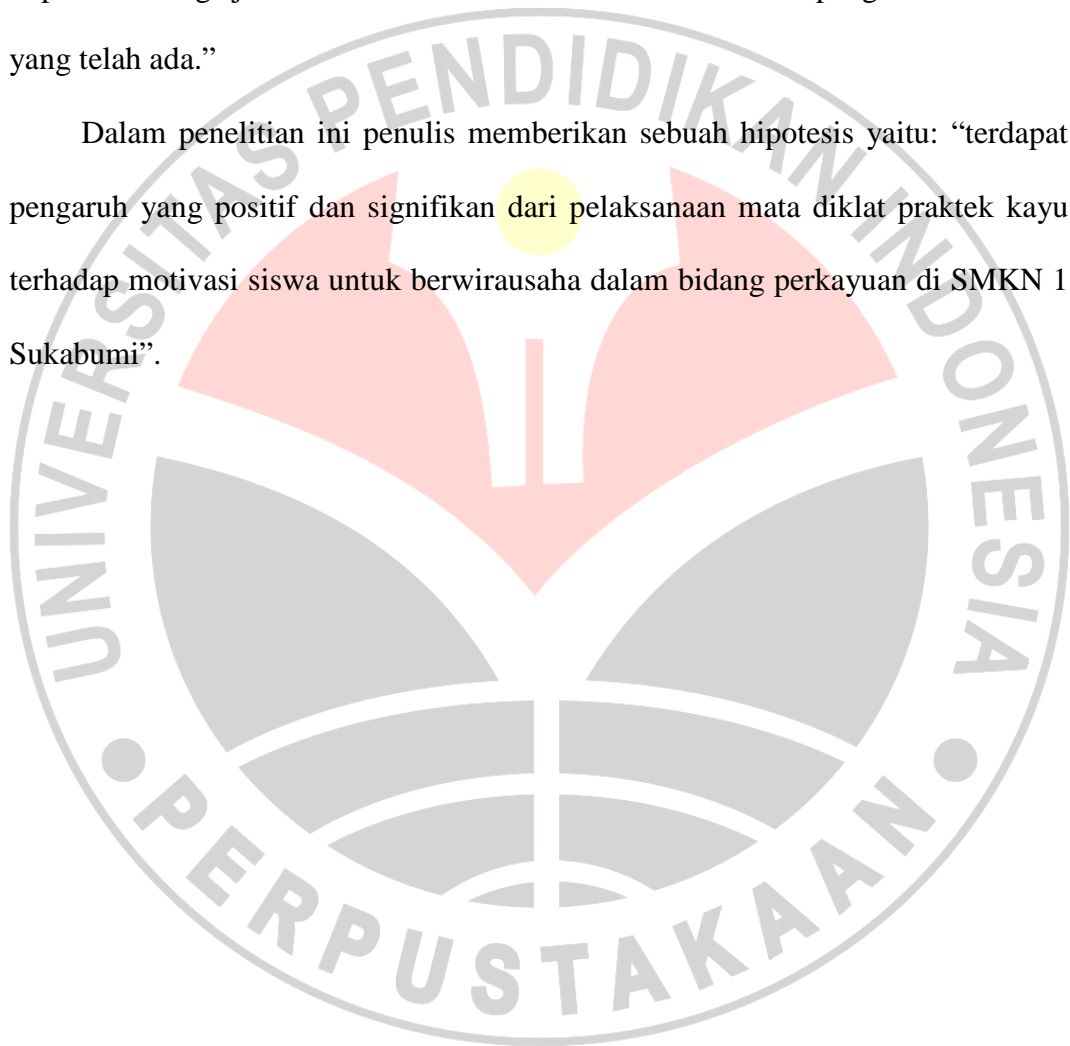 yang telah ada.”
Dalam penelitian ini penulis memberikan sebuah hipotesis yaitu: “terdapat
pengaruh yang positif dan signifikan dari pelaksanaan mata diklat praktek kayu
terhadap motivasi siswa untuk berwirausaha dalam bidang perkayuan di SMKN 1
Sukabumi”.
UNIVERSITAS PENDIDIKAN INDONESIA
PERPUSTAKAAN